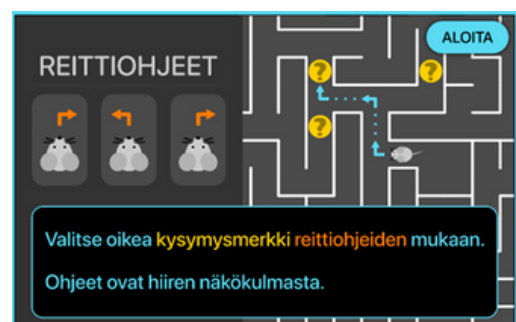 ALOITA
REITTIOHJEET
?
?
?
Valitse oikea kysymysmerkki reittiohjeiden mukaan.
Ohjeet ovat hiiren näkökulmasta.